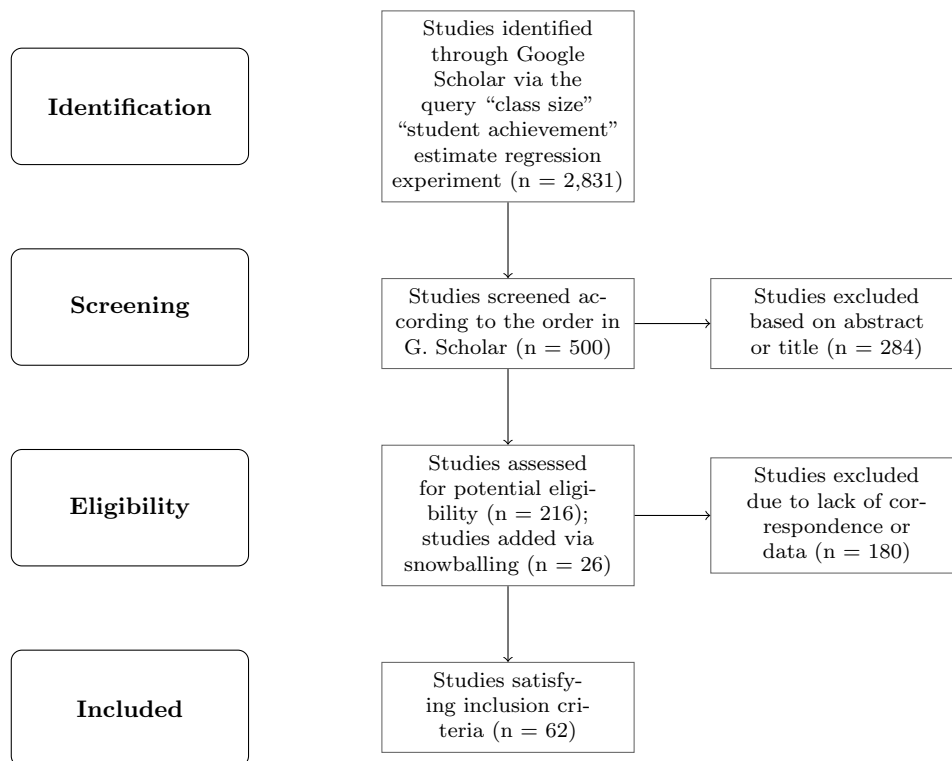 Identification
Studies identified
through Google
Scholar via the
query “class size”
“student achievement”
estimate regression
experiment (n = 2,831)
Screening
Studies screened ac-
cording to the order in
G. Scholar (n = 500)
Studies excluded
based on abstract
or title (n = 284)
Eligibility
Studies assessed
for potential eligi-
bility (n = 216);
studies added via
snowballing (n = 26)
Studies excluded
due to lack of cor-
respondence or
data (n = 180)
Included
Studies satisfy-
ing inclusion cri-
teria (n = 62)